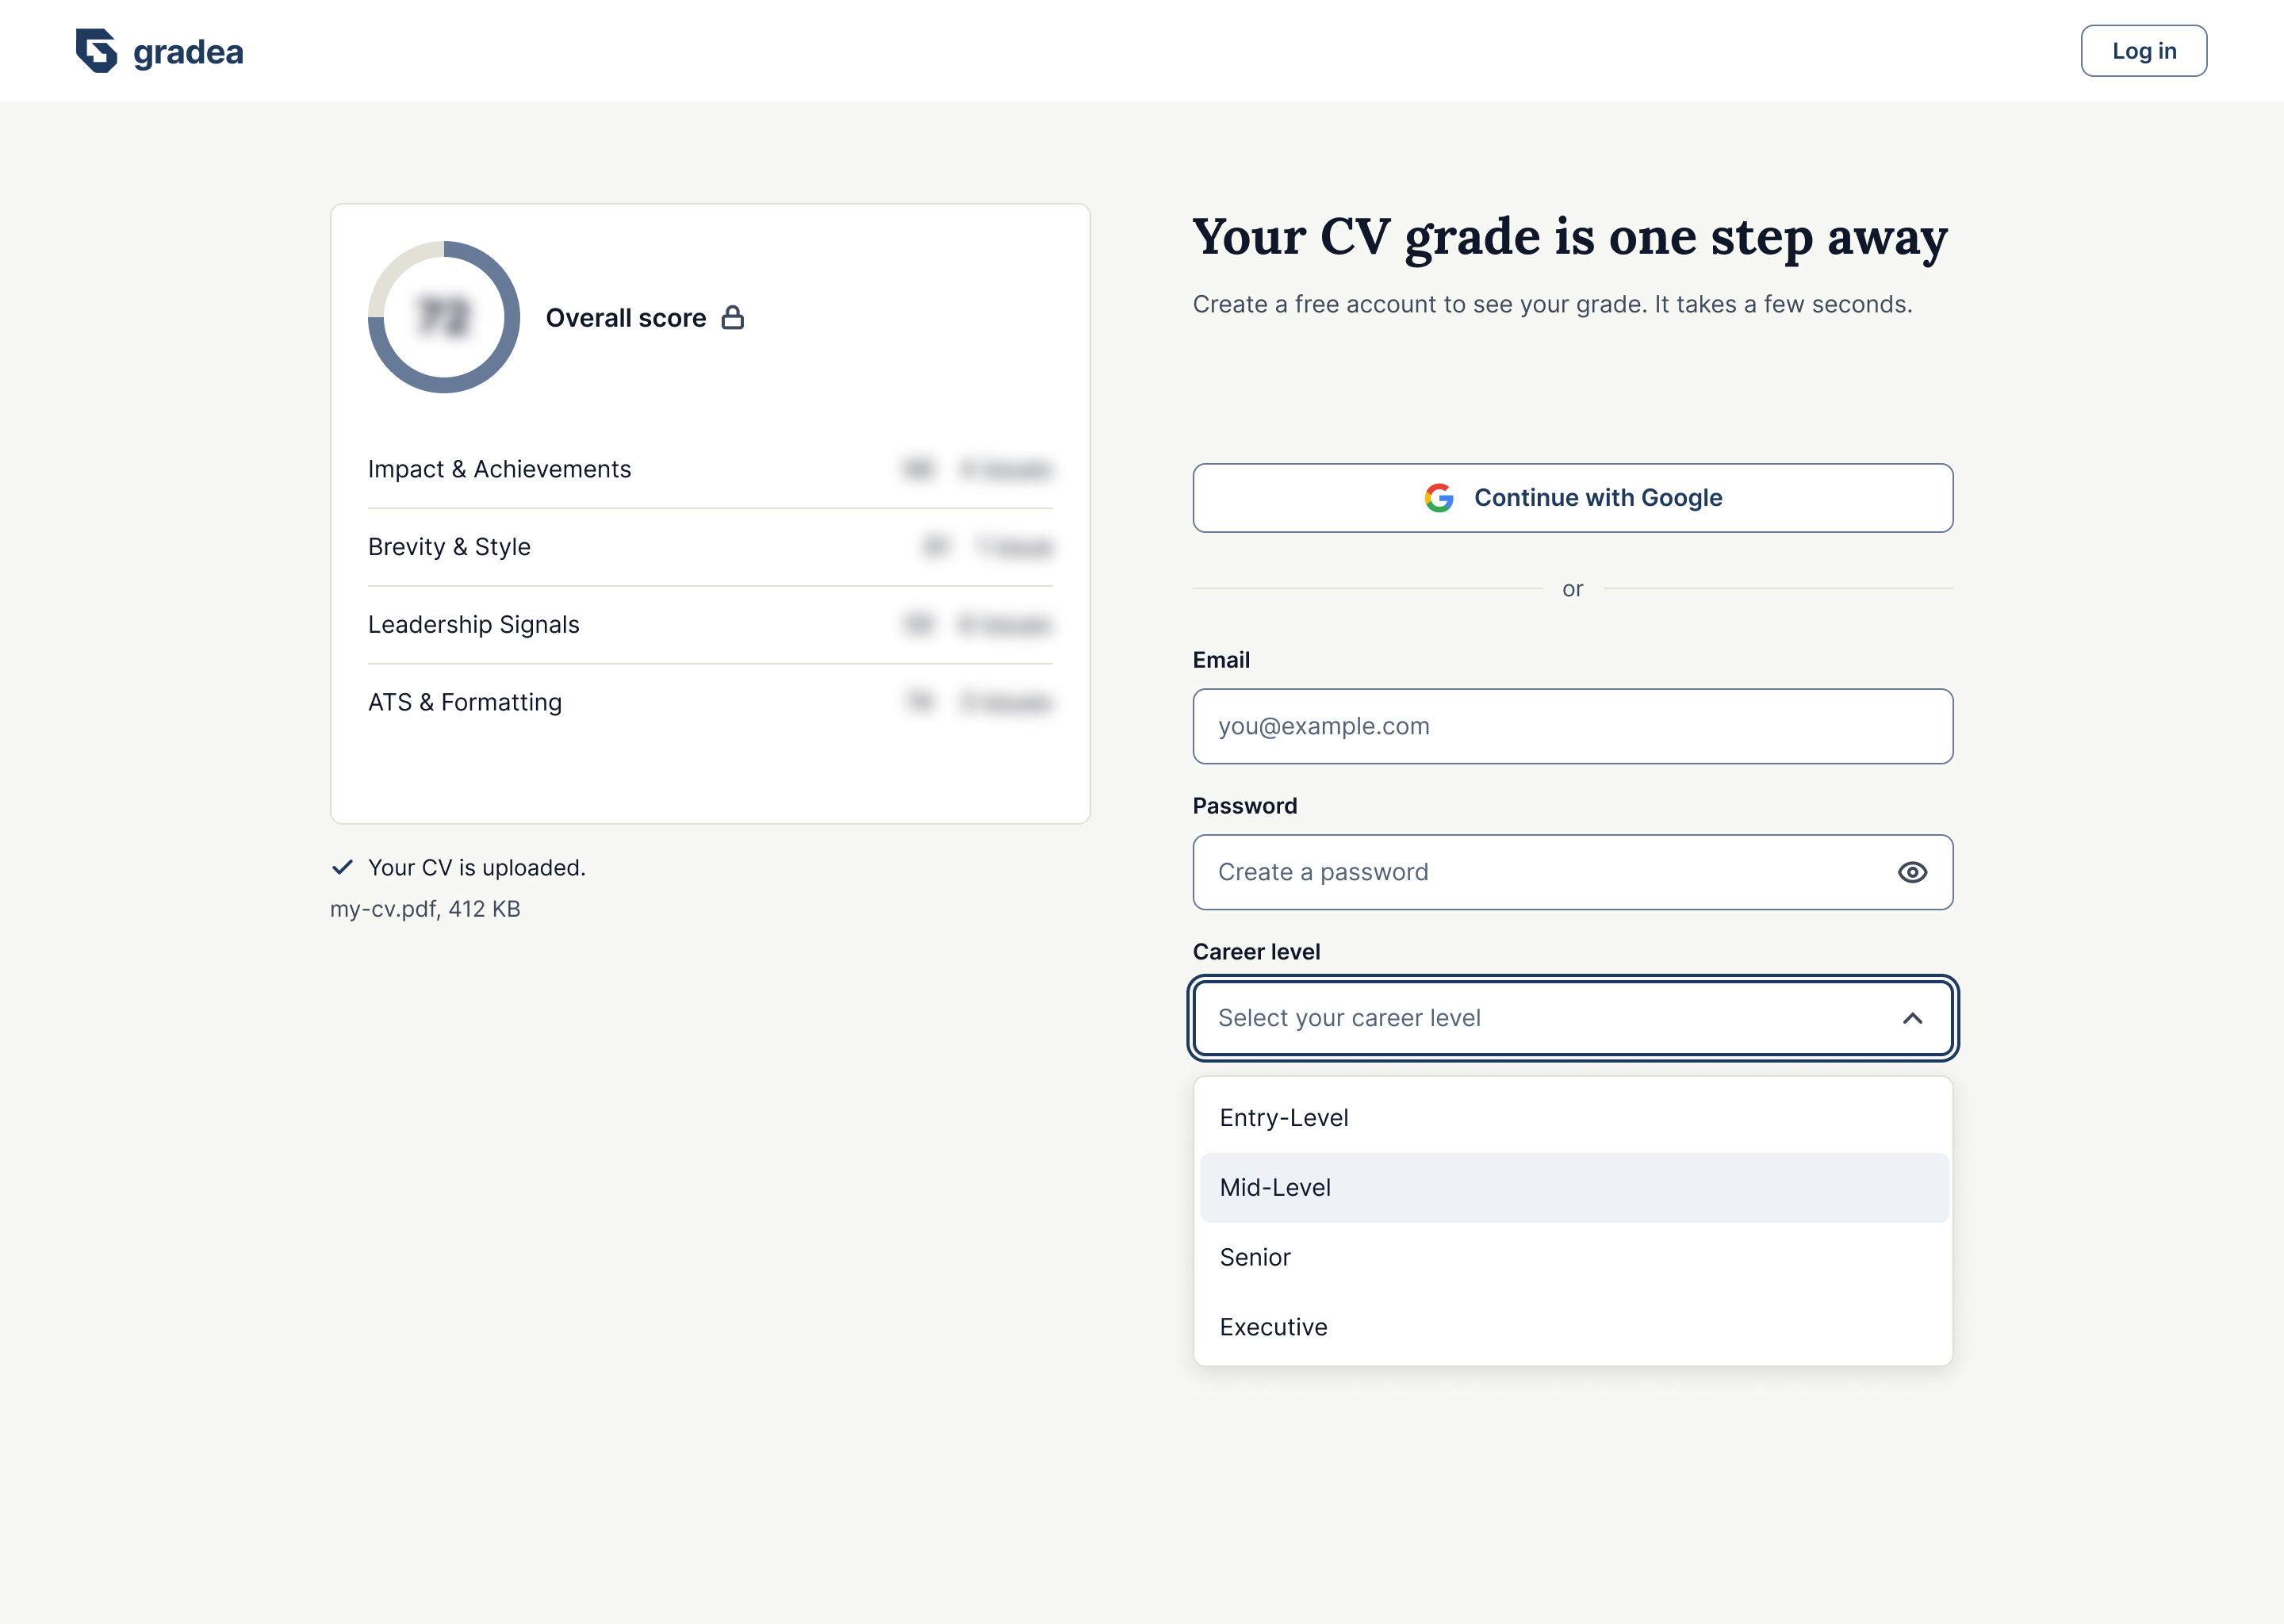 gradea
Log in
72
Overall score
Impact & Achievements
Brevity & Style
Leadership Signals
ATS & Formatting
Your CV is uploaded.
my-cv.pdf, 412 KB
Your CV grade is one step away
Create a free account to see your grade. It takes a few seconds.
Continue with Google
or
Email
you@example.com
Password
Create a password
Career level
Select your career level
Entry-Level
Mid-Level
Senior
Executive